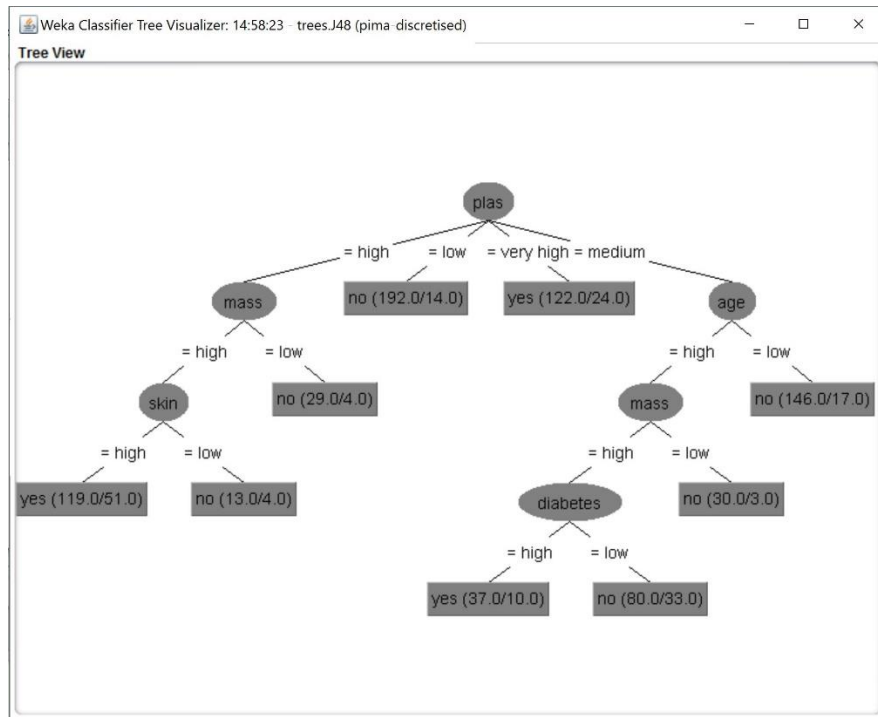 Weka Classifier Tree Visualizer: 14:58:23 - trees.J48 (pima-discretised)
Tree View
plas
= high = low = very high = medium
mass no (192.0/14.0) yes (122.0/24.0) age
= high = low = high = low
skin no (29.0/4.0) mass no (146.0/17.0)
= high = low = high = low
yes (119.0/51.0) no (13.0/4.0) diabetes no (30.0/3.0)
= high = low
yes (37.0/10.0) no (80.0/33.0)